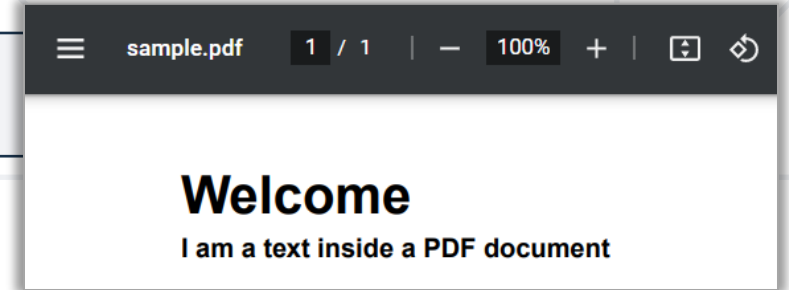 sample.pdf 1 / 1 | — 100% + |
Welcome
I am a text inside a PDF document